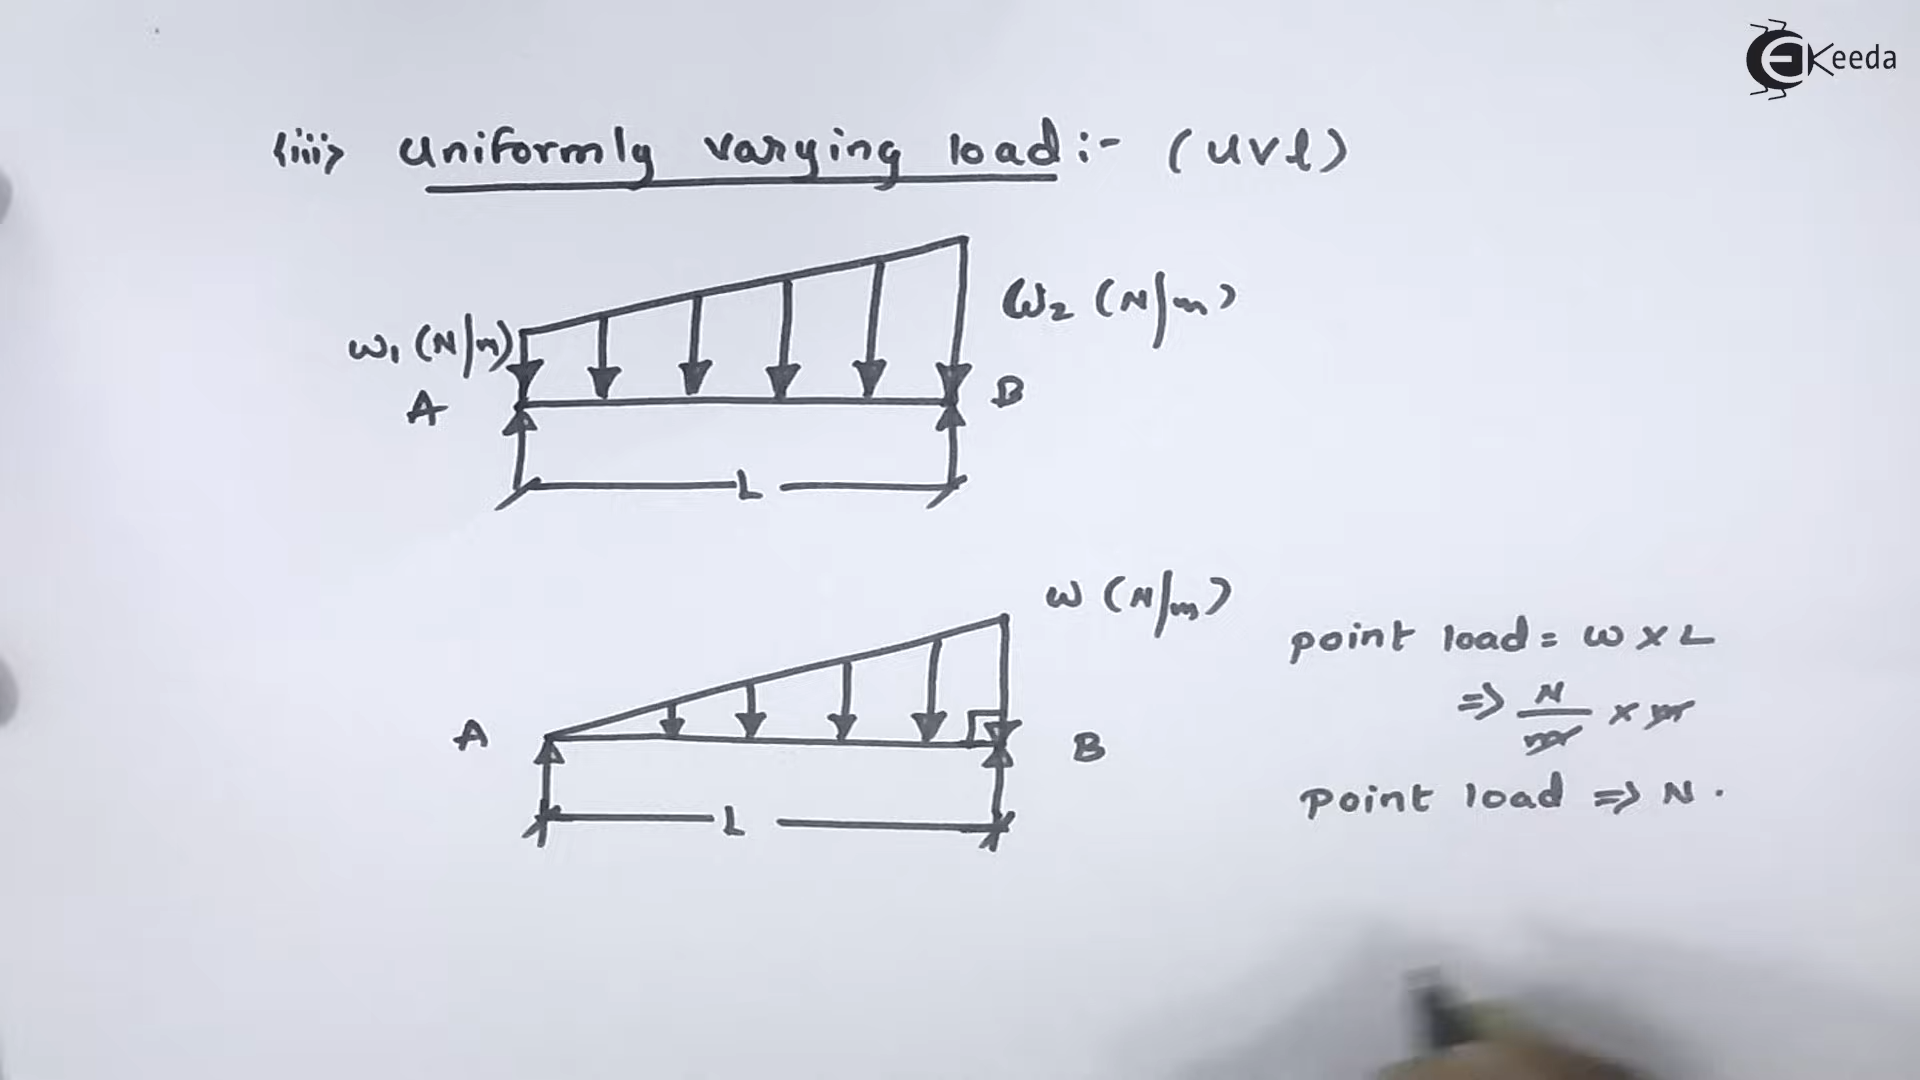 EKeeda
(iii) Uniformly varying load:- (uvl)
w₁ (N/m)
w₂ (N/m)
A
B
L
w (N/m)
A
B
L
point load = w x L
=> N/m x m
point load => N.